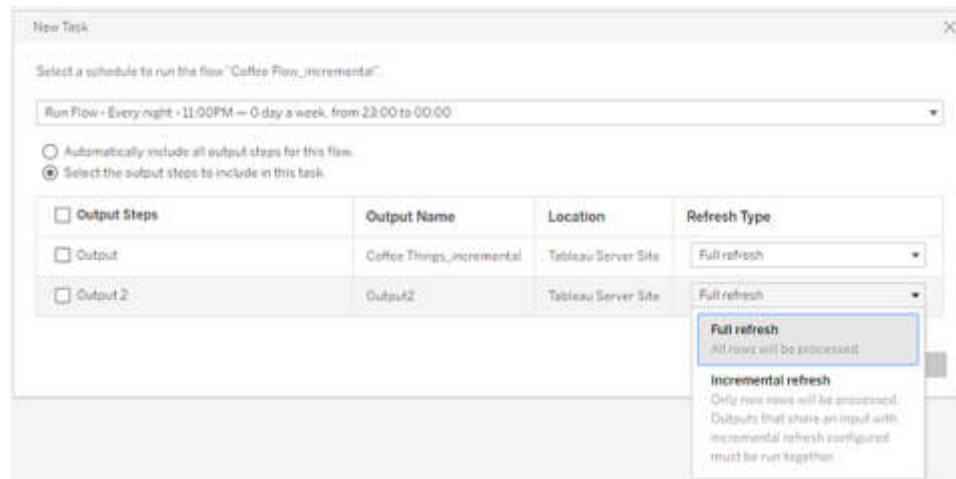 New Task
Select a schedule to run the flow "Coffee Flow_incremental".
Run Flow - Every night - 11:00PM — 0 day a week, from 23:00 to 00:00
Automatically include all output steps for this flow.
Select the output steps to include in this task.
Output Steps Output Name Location Refresh Type
Output Coffee Things_incremental Tableau Server Site Full refresh
Output 2 Output2 Tableau Server Site Full refresh
Full refresh
All rows will be processed
Incremental refresh
Only new rows will be processed.
Outputs that share an input with
incremental refresh configured
must be run together